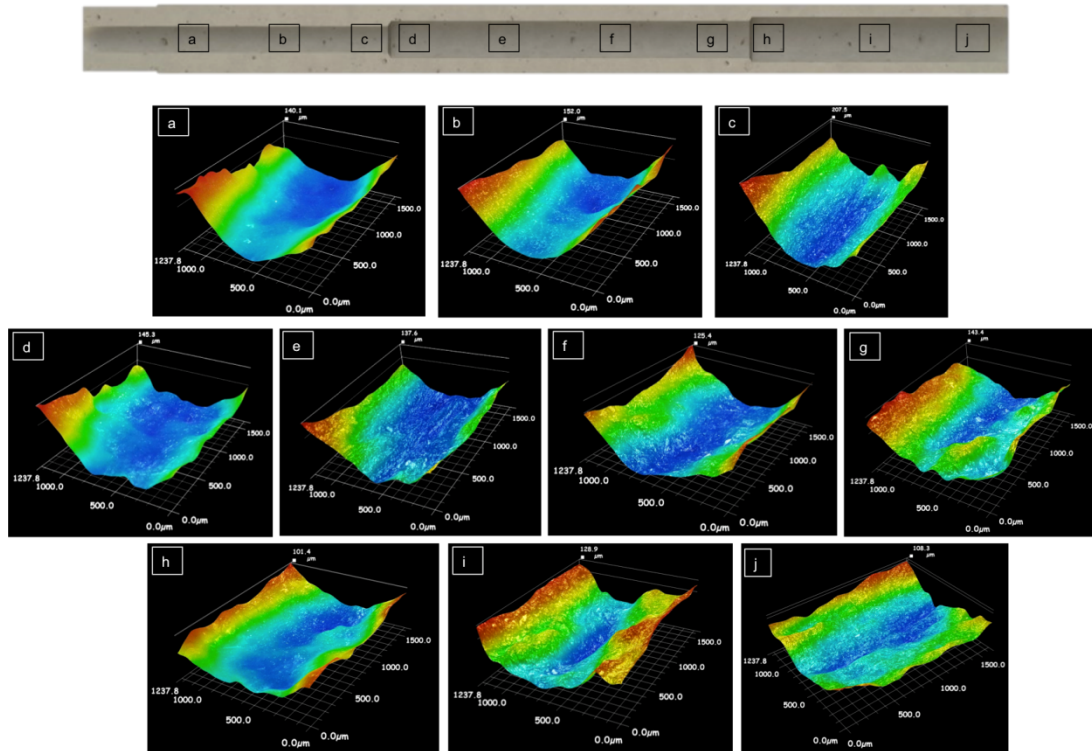 a b c d e f g h i j
a
140.1
µm
1500.0
1000.0
500.0
0.0µm
1237.8
1000.0
500.0
0.0µm
b
152.0
µm
1500.0
1000.0
500.0
0.0µm
1237.8
1000.0
500.0
0.0µm
c
207.5
µm
1500.0
1000.0
500.0
0.0µm
1237.8
1000.0
500.0
0.0µm
d
145.3
µm
1500.0
1000.0
500.0
0.0µm
1237.8
1000.0
500.0
0.0µm
e
137.6
µm
1500.0
1000.0
500.0
0.0µm
1237.8
1000.0
500.0
0.0µm
f
125.4
µm
1500.0
1000.0
500.0
0.0µm
1237.8
1000.0
500.0
0.0µm
g
143.4
µm
1500.0
1000.0
500.0
0.0µm
1237.8
1000.0
500.0
0.0µm
h
101.4
µm
1500.0
1000.0
500.0
0.0µm
1237.8
1000.0
500.0
0.0µm
i
128.9
µm
1500.0
1000.0
500.0
0.0µm
1237.8
1000.0
500.0
0.0µm
j
108.3
µm
1500.0
1000.0
500.0
0.0µm
1237.8
1000.0
500.0
0.0µm